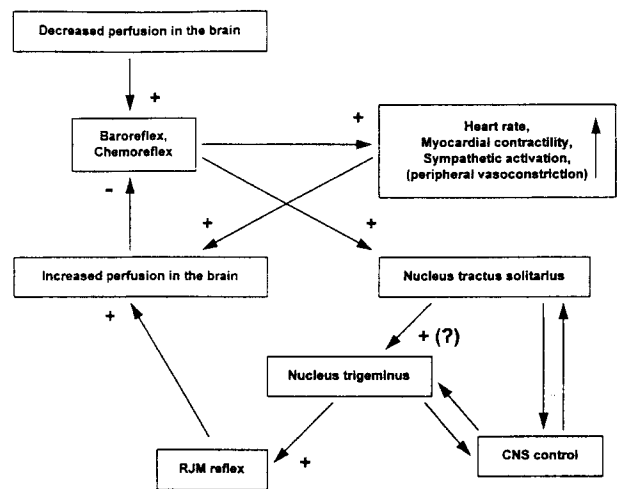 Decreased perfusion in the brain
+
Baroreflex,
Chemoreflex
+
Heart rate,
Myocardial contractility,
Sympathetic activation,
(peripheral vasoconstriction)
-
+
+
Increased perfusion in the brain
Nucleus tractus solitarius
+
+ (?)
Nucleus trigeminus
RJM reflex
+
CNS control